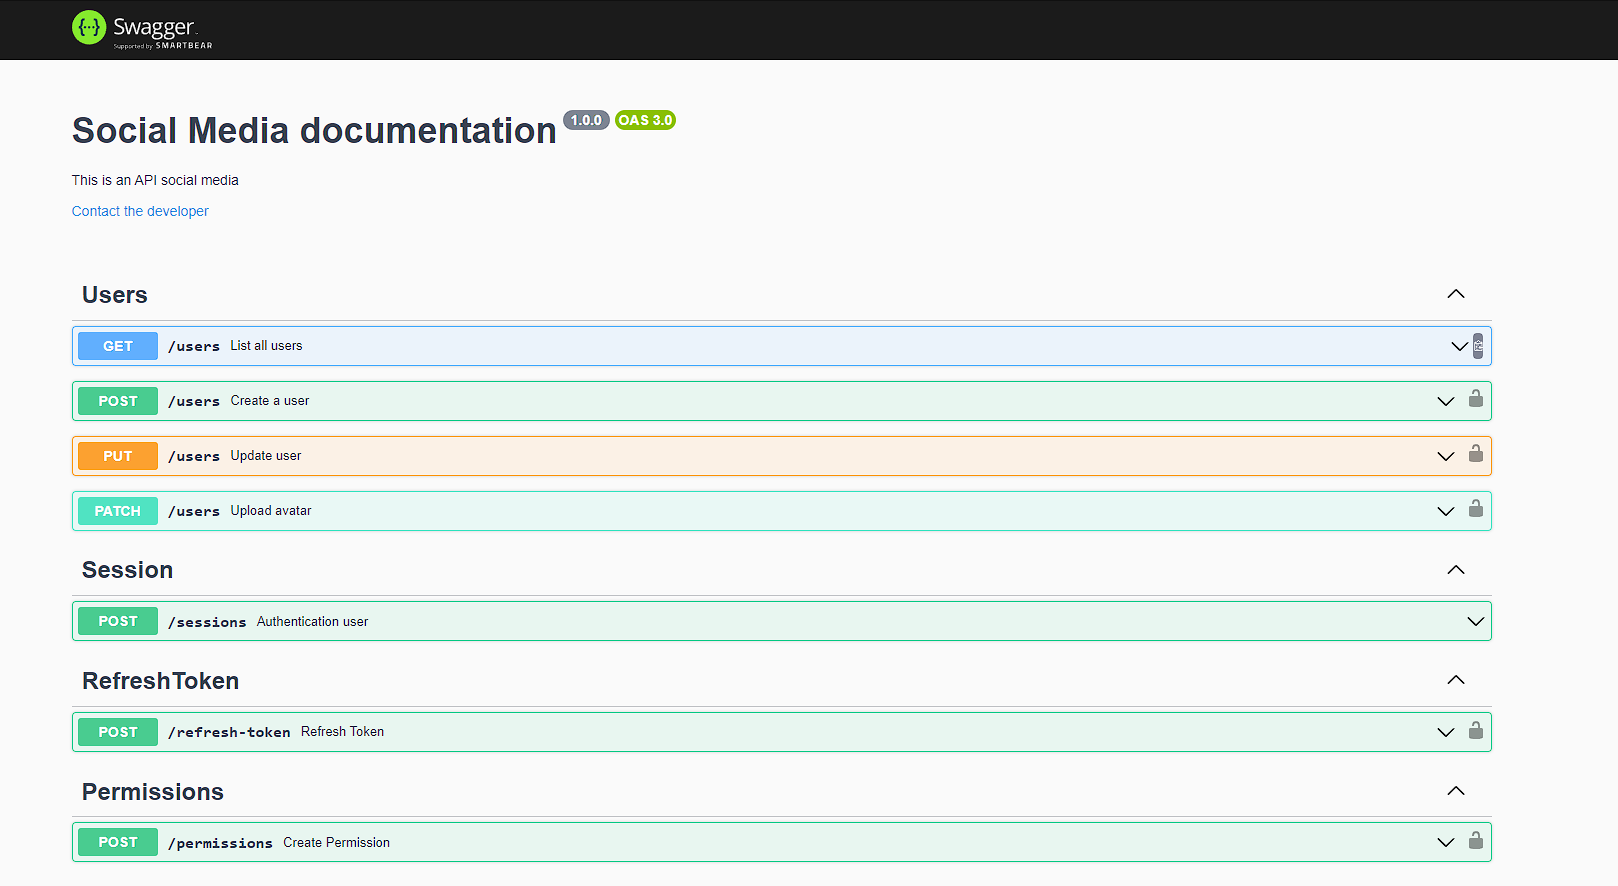 Swagger.
Supported by SMARTBEAR
Social Media documentation 1.0.0 OAS 3.0
This is an API social media
Contact the developer
Users
GET /users List all users
POST /users Create a user
PUT /users Update user
PATCH /users Upload avatar
Session
POST /sessions Authentication user
RefreshToken
POST /refresh-token Refresh Token
Permissions
POST /permissions Create Permission